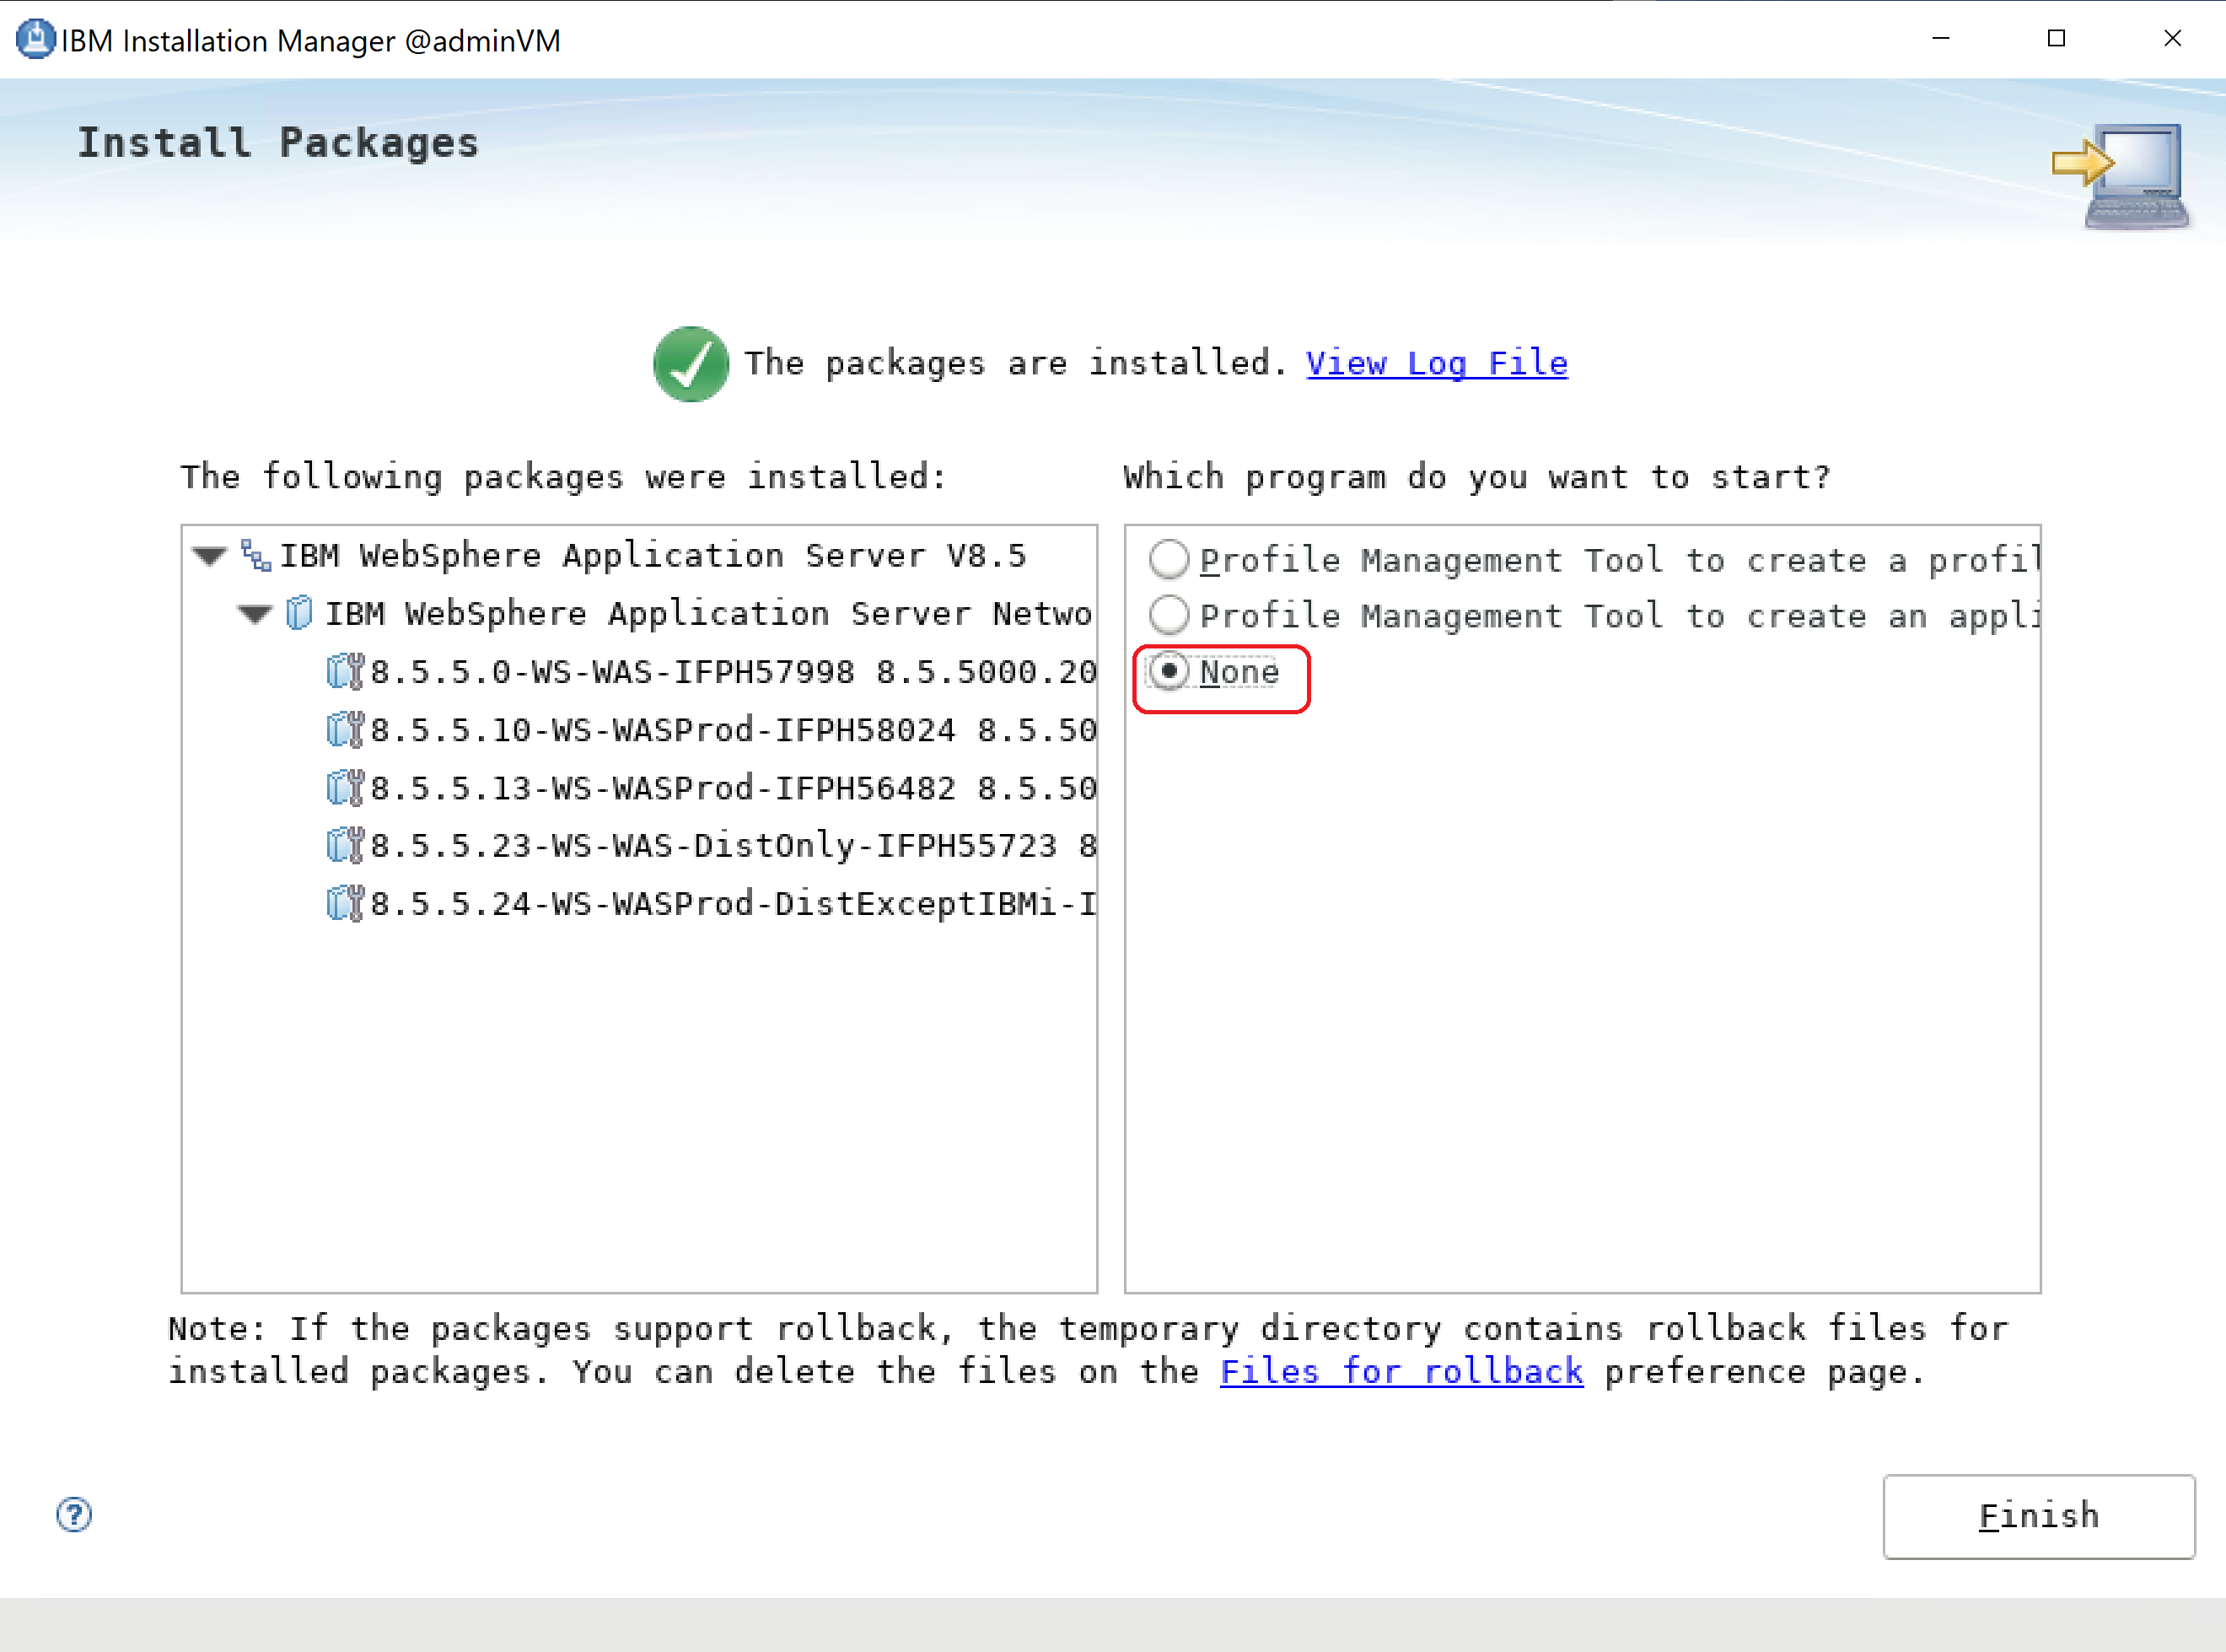 IBM Installation Manager @adminVM
Install Packages
The packages are installed. View Log File
The following packages were installed:
IBM WebSphere Application Server V8.5
IBM WebSphere Application Server Netwo
8.5.5.0-WS-WAS-IFPH57998 8.5.5000.20
8.5.5.10-WS-WASProd-IFPH58024 8.5.50
8.5.5.13-WS-WASProd-IFPH56482 8.5.50
8.5.5.23-WS-WAS-DistOnly-IFPH55723 8
8.5.5.24-WS-WASProd-DistExceptIBMi-I
Which program do you want to start?
Profile Management Tool to create a profil
Profile Management Tool to create an appli
None
Note: If the packages support rollback, the temporary directory contains rollback files for
installed packages. You can delete the files on the Files for rollback preference page.
?
Finish